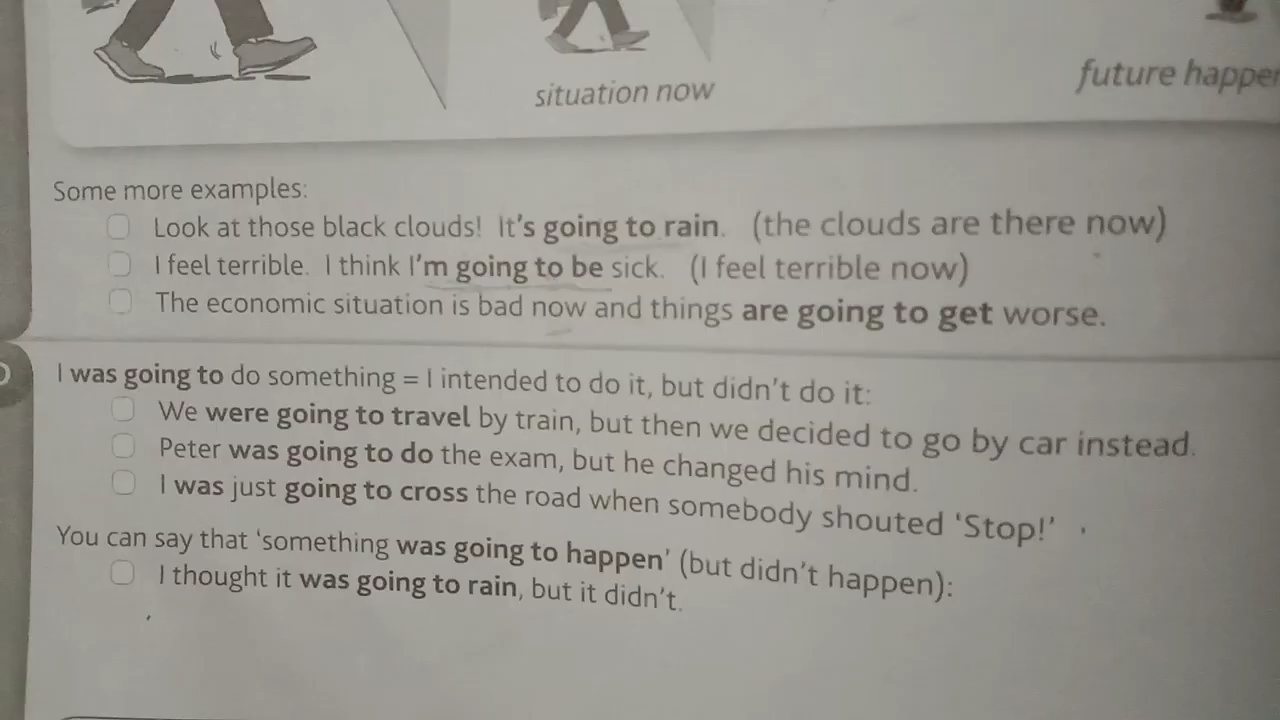 situation now
future happen
Some more examples:
Look at those black clouds! It's going to rain. (the clouds are there now)
I feel terrible. I think I'm going to be sick. (I feel terrible now)
The economic situation is bad now and things are going to get worse.
I was going to do something = I intended to do it, but didn't do it:
We were going to travel by train, but then we decided to go by car instead.
Peter was going to do the exam, but he changed his mind.
I was just going to cross the road when somebody shouted 'Stop!'
You can say that 'something was going to happen' (but didn't happen):
I thought it was going to rain, but it didn't.